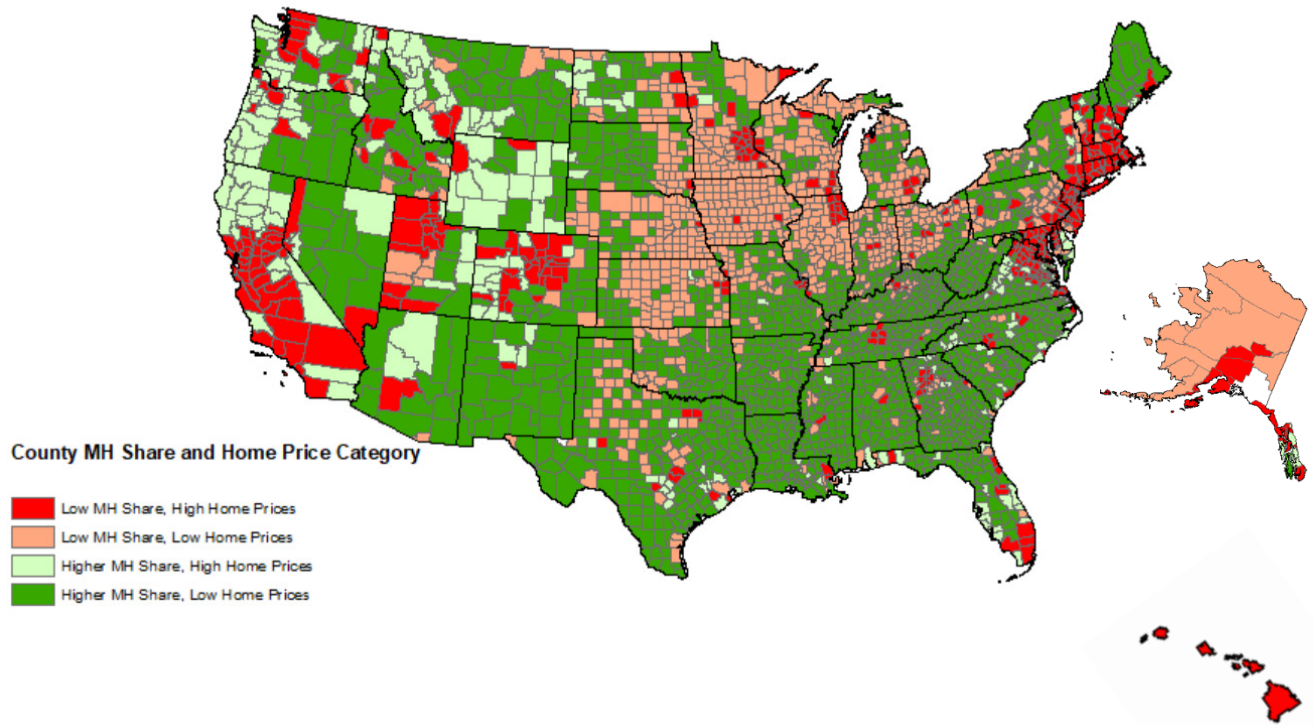 County MH Share and Home Price Category
Low MH Share, High Home Prices
Low MH Share, Low Home Prices
Higher MH Share, High Home Prices
Higher MH Share, Low Home Prices